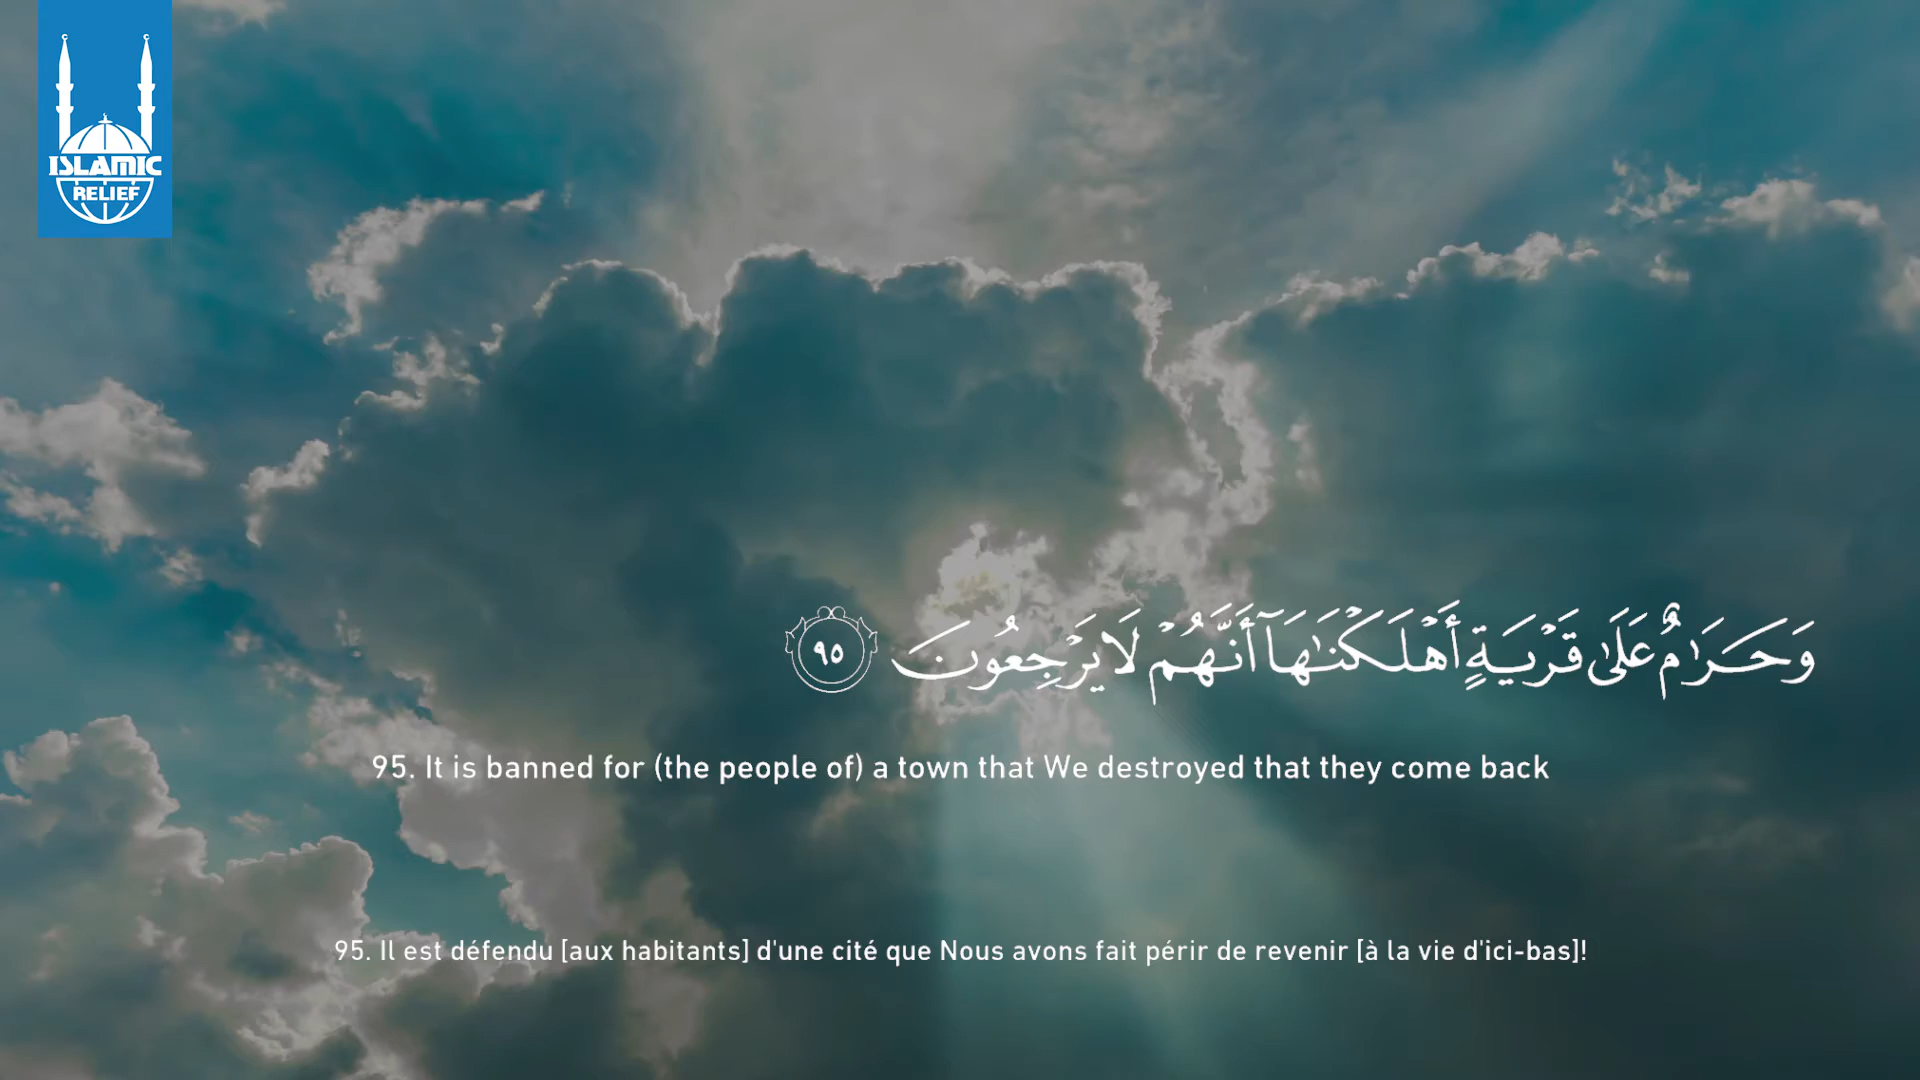 ISLAMIC
RELIEF
وَحَرَٰمٌ عَلَىٰ قَرْيَةٍ أَهْلَكْنَٰهَآ أَنَّهُمْ لَا يَرْجِعُونَ ٩٥
95. It is banned for (the people of) a town that We destroyed that they come back
95. Il est défendu [aux habitants] d'une cité que Nous avons fait périr de revenir [à la vie d'ici-bas]!